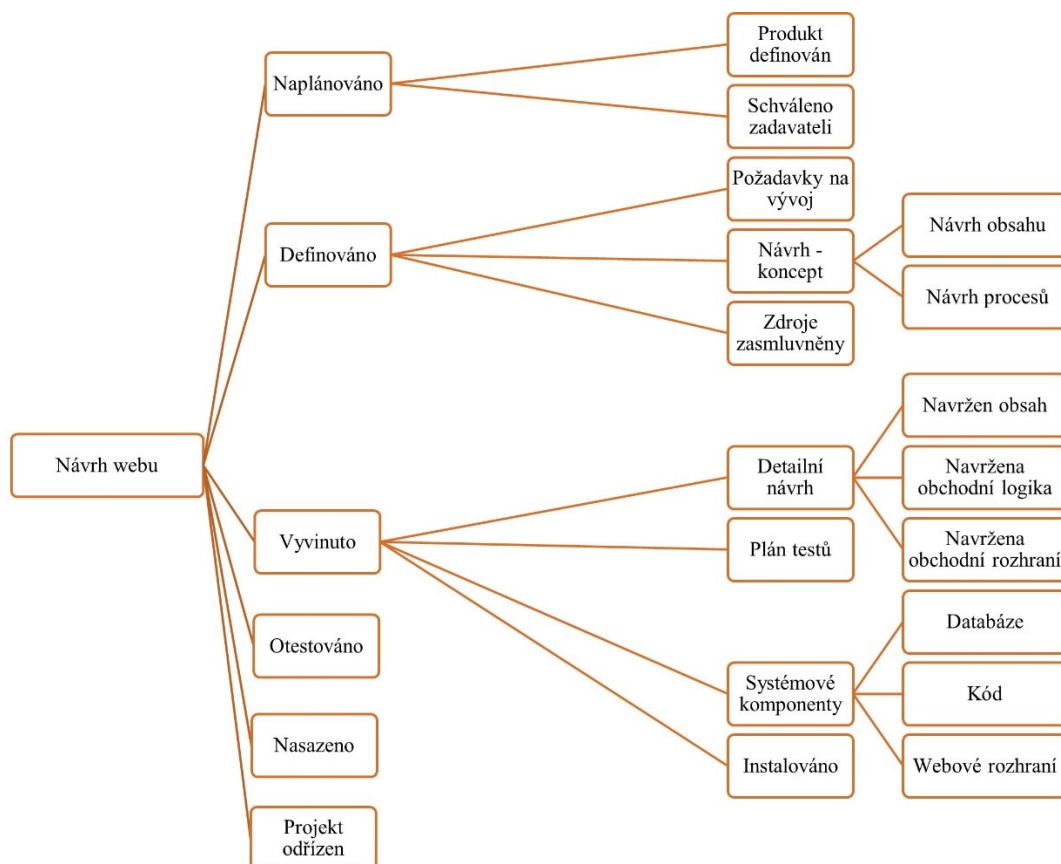 Produkt
definován
Naplánováno
Schváleno
zadavateli
Požadavky na
vývoj
Definováno
Návrh -
koncept
Návrh obsahu
Návrh procesů
Zdroje
zasmluvněny
Návrh webu
Navržen obsah
Detailní
návrh
Navržena
obchodní logika
Vyvinuto
Plán testů
Navržena
obchodní rozhraní
Databáze
Otestováno
Systémové
komponenty
Kód
Nasazeno
Instalováno
Webové rozhraní
Projekt
odřízen